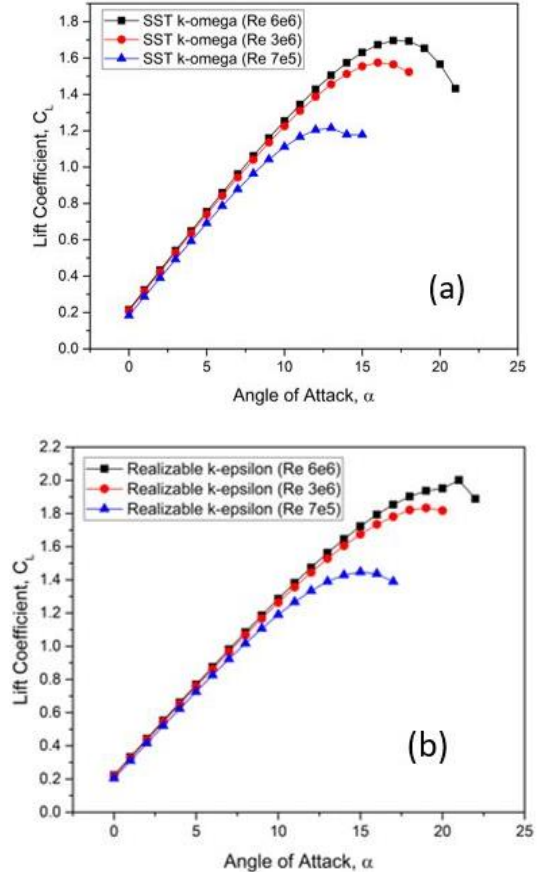 SST k-omega (Re 6e6)
SST k-omega (Re 3e6)
SST k-omega (Re 7e5)
1.8
1.6
1.4
1.2
1.0
0.8
0.6
0.4
0.2
0.0
Lift Coefficient, CL
(a)
0 5 10 15 20 25
Angle of Attack, α
Realizable k-epsilon (Re 6e6)
Realizable k-epsilon (Re 3e6)
Realizable k-epsilon (Re 7e5)
2.2
2.0
1.8
1.6
1.4
1.2
1.0
0.8
0.6
0.4
0.2
0.0
Lift Coefficient, CL
(b)
0 5 10 15 20 25
Angle of Attack, α